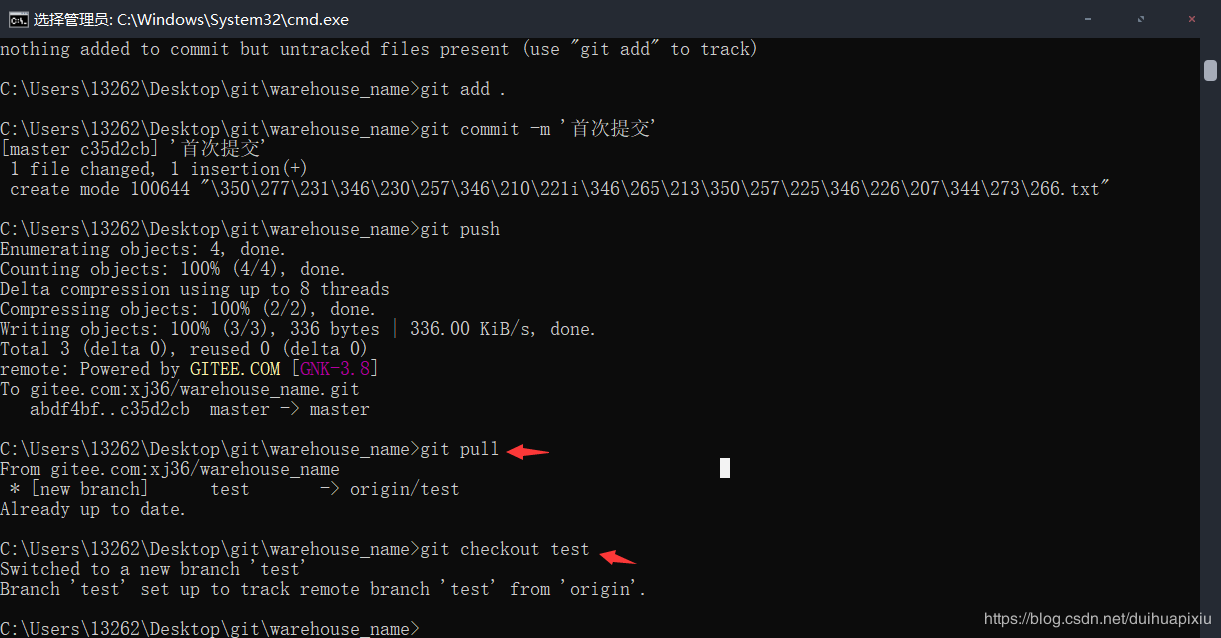 选择管理员: C:\Windows\System32\cmd.exe
nothing added to commit but untracked files present (use "git add" to track)
C:\Users\13262\Desktop\git\warehouse_name>git add .
C:\Users\13262\Desktop\git\warehouse_name>git commit -m '首次提交'
[master c35d2cb] '首次提交'
 1 file changed, 1 insertion(+)
 create mode 100644 "\350\277\231\346\230\257\346\210\221i\346\265\213\350\257\225\346\226\207\344\273\266.txt"
C:\Users\13262\Desktop\git\warehouse_name>git push
Enumerating objects: 4, done.
Counting objects: 100% (4/4), done.
Delta compression using up to 8 threads
Compressing objects: 100% (2/2), done.
Writing objects: 100% (3/3), 336 bytes | 336.00 KiB/s, done.
Total 3 (delta 0), reused 0 (delta 0)
remote: Powered by GITEE.COM [GNK-3.8]
To gitee.com:xj36/warehouse_name.git
   abdf4bf..c35d2cb  master -> master
C:\Users\13262\Desktop\git\warehouse_name>git pull
From gitee.com:xj36/warehouse_name
 * [new branch]      test       -> origin/test
Already up to date.
C:\Users\13262\Desktop\git\warehouse_name>git checkout test
Switched to a new branch 'test'
Branch 'test' set up to track remote branch 'test' from 'origin'.
C:\Users\13262\Desktop\git\warehouse_name>
https://blog.csdn.net/duihuapixiu